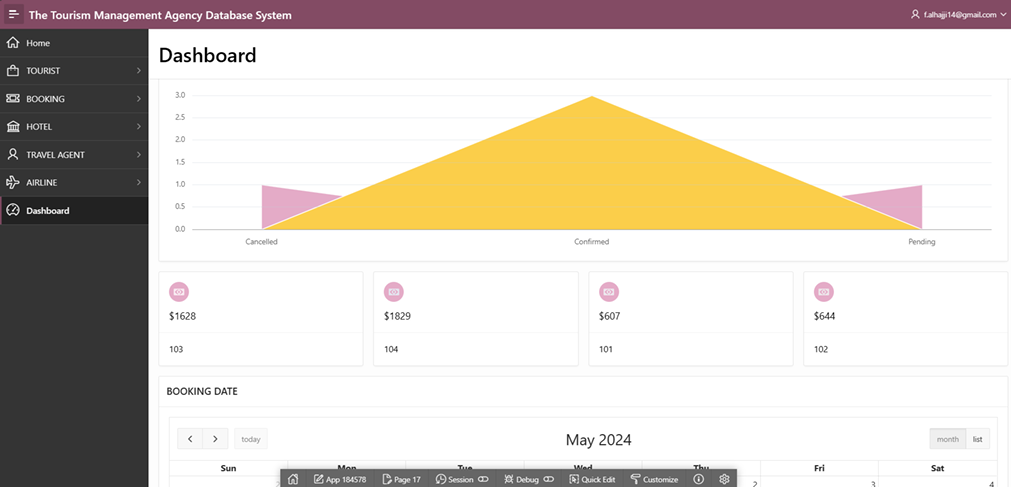 The Tourism Management Agency Database System
f.alhajji14@gmail.com
Home
TOURIST
BOOKING
HOTEL
TRAVEL AGENT
AIRLINE
Dashboard
Dashboard
3.0
2.5
2.0
1.5
1.0
0.5
0.0
Cancelled Confirmed Pending
$1628 $1829 $607 $644
103 104 101 102
BOOKING DATE
today May 2024 month list
Sun Mon Tue Wed Thu Fri Sat
2 3 4
App 184578 Page 17 Session Debug Quick Edit Customize